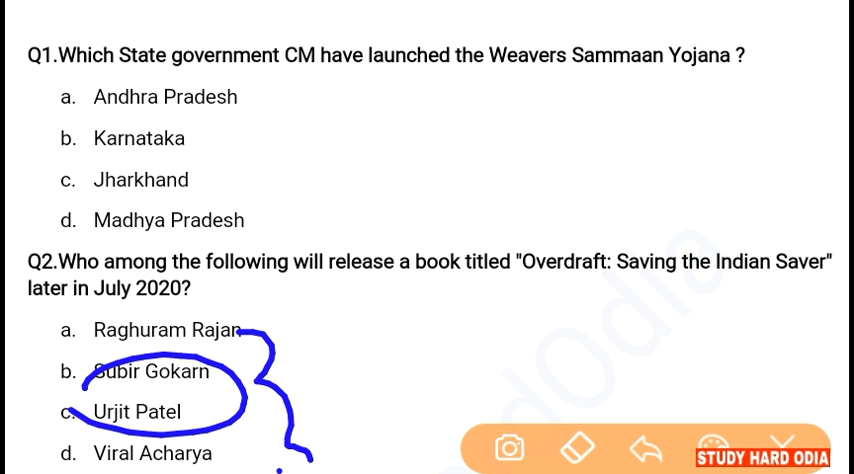 Q1.Which State government CM have launched the Weavers Sammaan Yojana ?
a. Andhra Pradesh
b. Karnataka
c. Jharkhand
d. Madhya Pradesh
Q2.Who among the following will release a book titled "Overdraft: Saving the Indian Saver"
later in July 2020?
a. Raghuram Rajan
b. Subir Gokarn
c. Urjit Patel
d. Viral Acharya
STUDY HARD ODIA